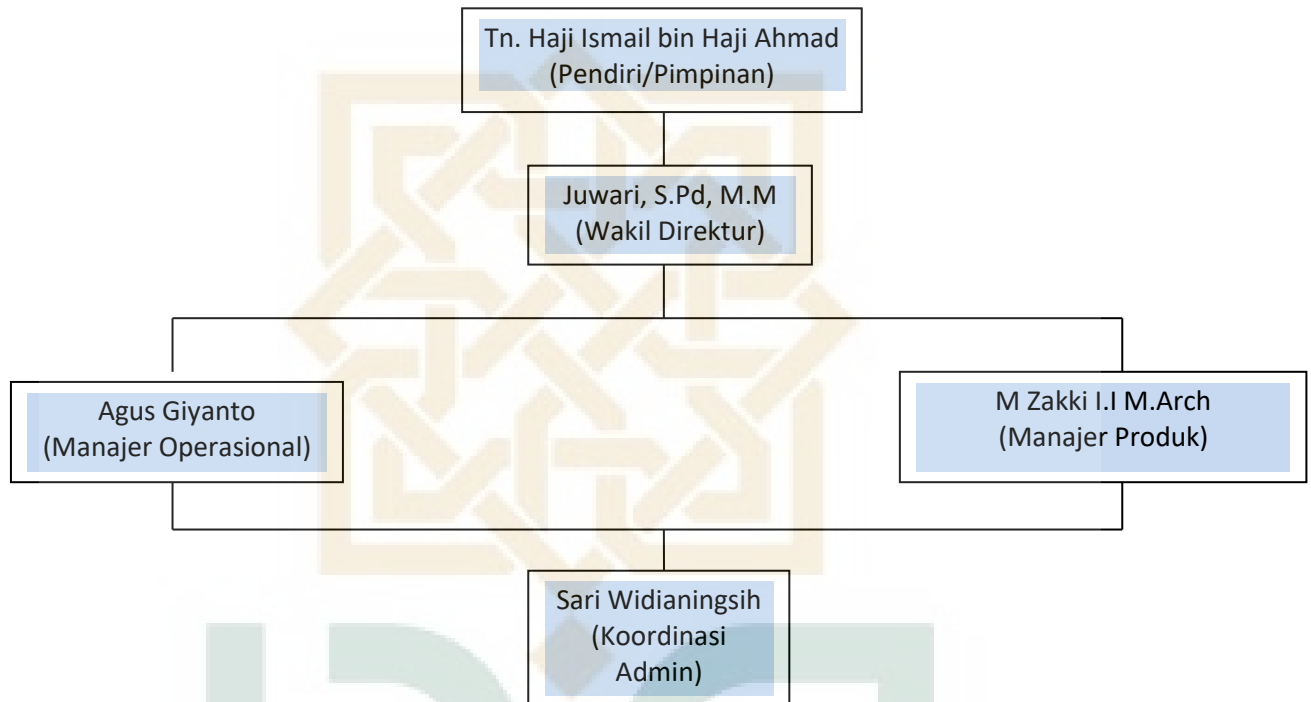 Tn. Haji Ismail bin Haji Ahmad
(Pendiri/Pimpinan)
Juwari, S.Pd, M.M
(Wakil Direktur)
Agus Giyanto
(Manajer Operasional)
M Zakki I.I M.Arch
(Manajer Produk)
Sari Widianingsih
(Koordinasi
Admin)